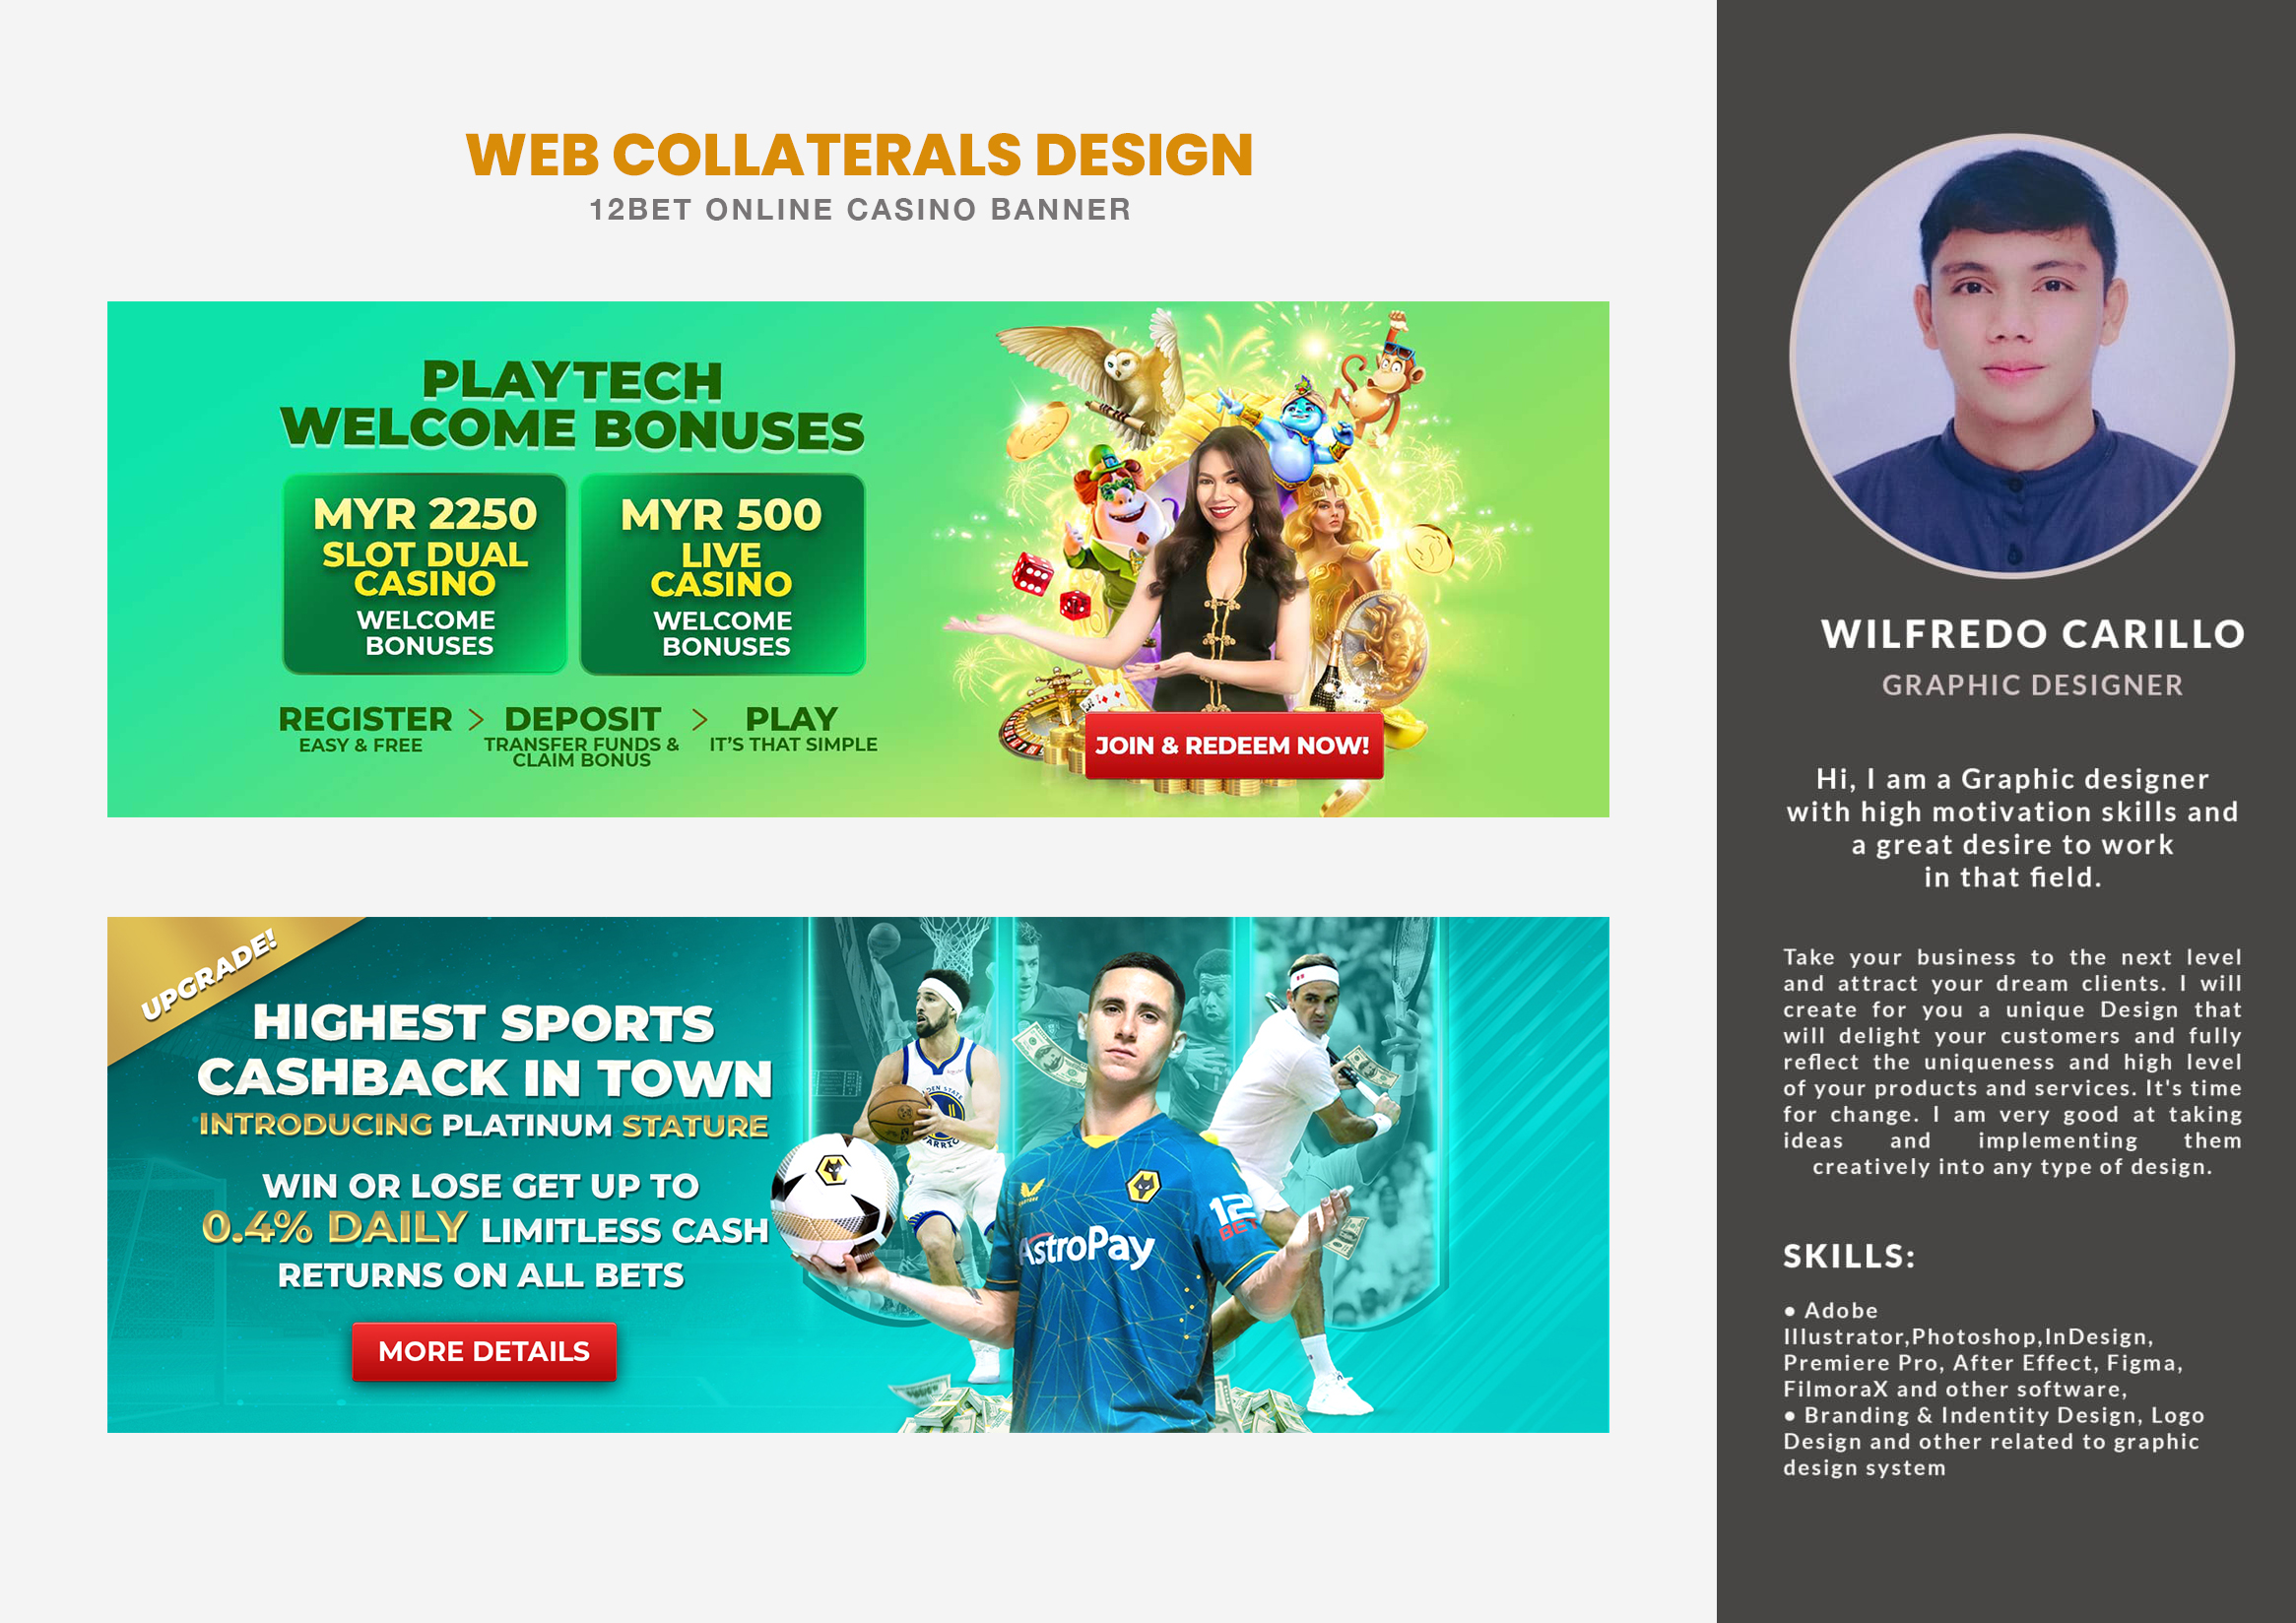 WEB COLLATERALS DESIGN
12BET ONLINE CASINO BANNER
PLAYTECH
WELCOME BONUSES
MYR 2250
SLOT DUAL
CASINO
WELCOME
BONUSES
MYR 500
LIVE
CASINO
WELCOME
BONUSES
REGISTER > DEPOSIT > PLAY
EASY & FREE
TRANSFER FUNDS &
CLAIM BONUS
IT'S THAT SIMPLE
JOIN & REDEEM NOW!
UPGRADE!
HIGHEST SPORTS
CASHBACK IN TOWN
INTRODUCING PLATINUM STATURE
WIN OR LOSE GET UP TO
0.4% DAILY LIMITLESS CASH
RETURNS ON ALL BETS
MORE DETAILS
AstroPay
12
BET
WILFREDO CARILLO
GRAPHIC DESIGNER
Hi, I am a Graphic designer
with high motivation skills and
a great desire to work
in that field.
Take your business to the next level
and attract your dream clients. I will
create for you a unique Design that
will delight your customers and fully
reflect the uniqueness and high level
of your products and services. It's time
for change. I am very good at taking
ideas and implementing them
creatively into any type of design.
SKILLS:
• Adobe
Illustrator,Photoshop,InDesign,
Premiere Pro, After Effect, Figma,
FilmoraX and other software,
• Branding & Indentity Design, Logo
Design and other related to graphic
design system